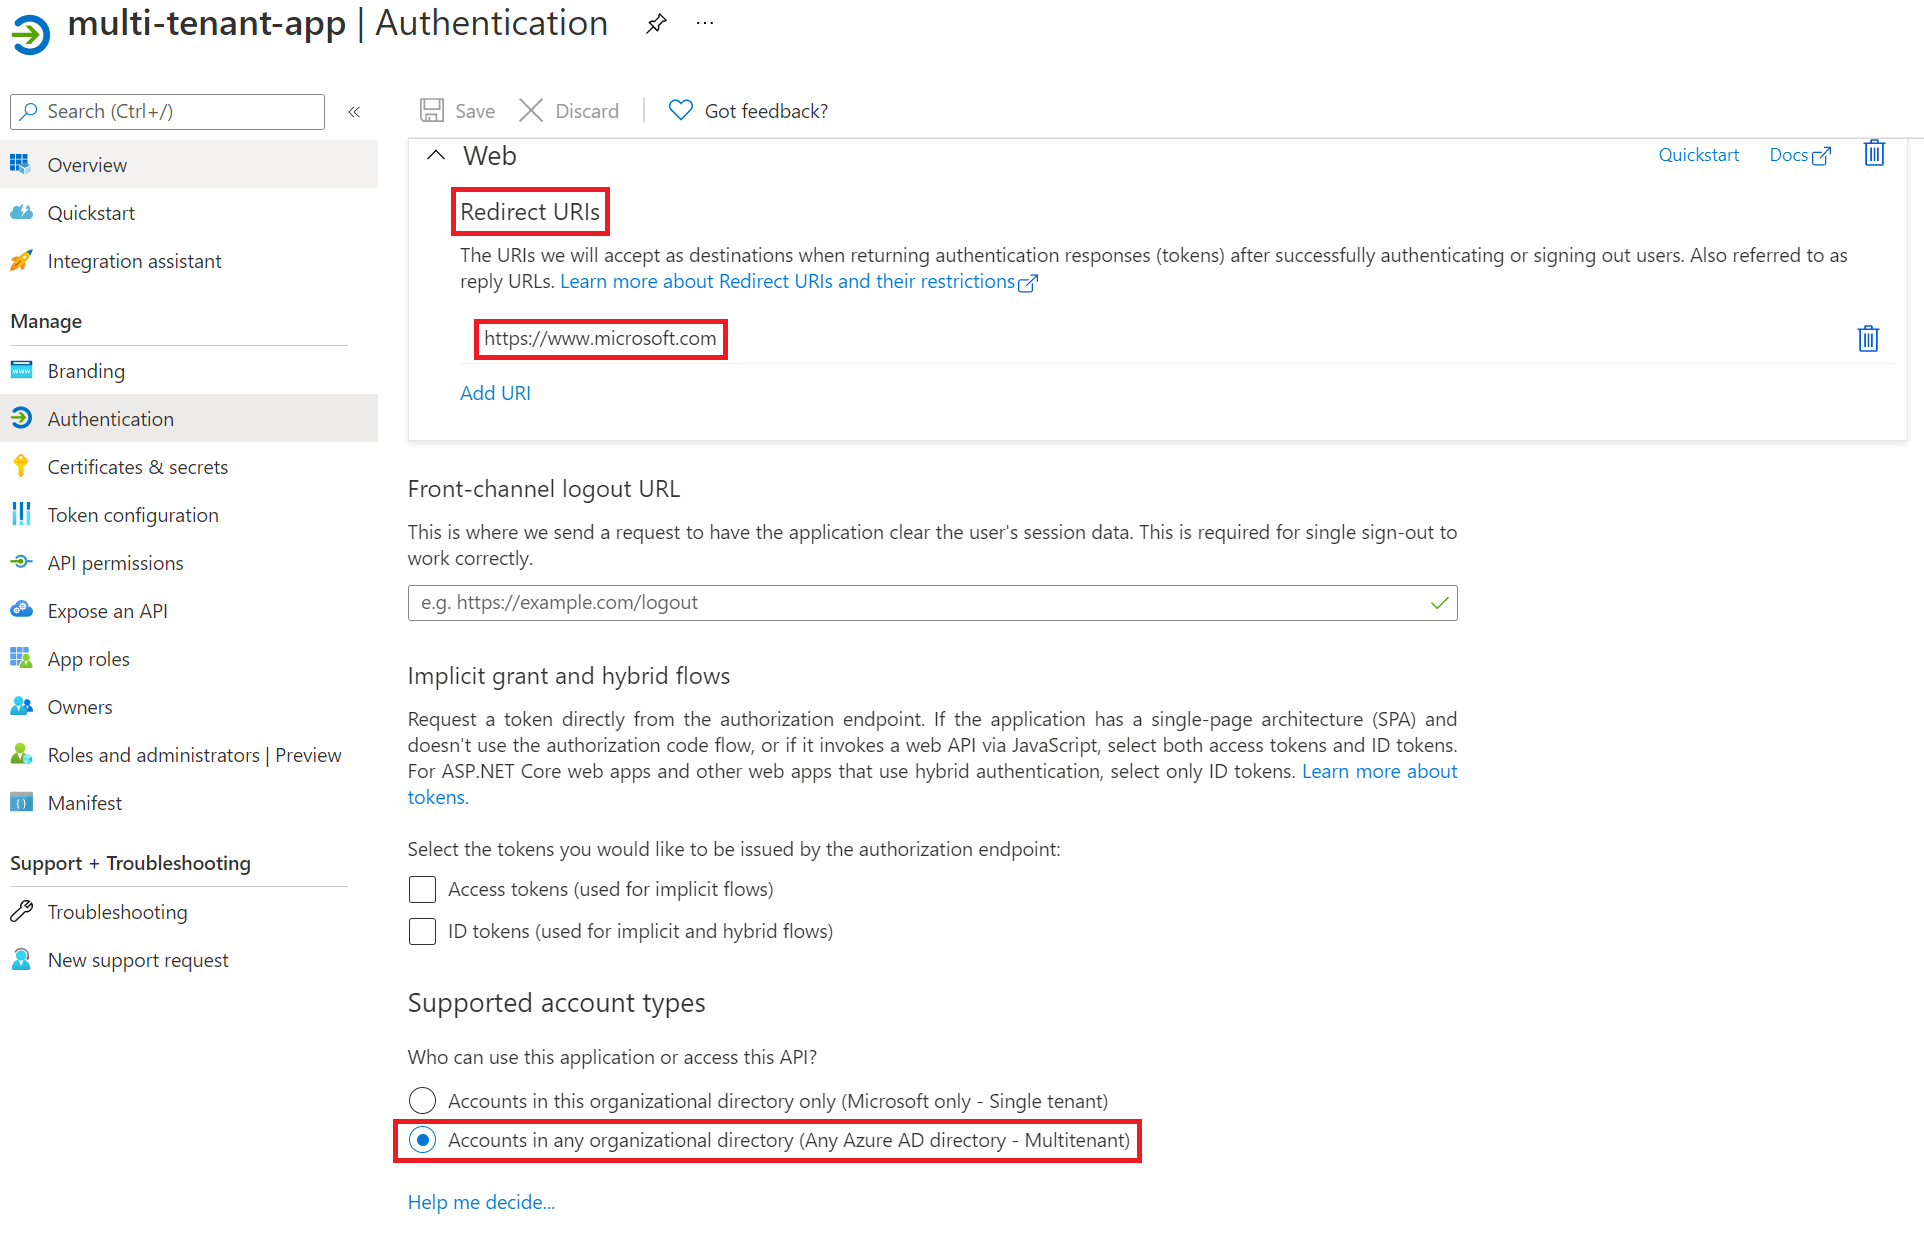 multi-tenant-app | Authentication
Search (Ctrl+/)
Overview
Quickstart
Integration assistant
Manage
Branding
Authentication
Certificates & secrets
Token configuration
API permissions
Expose an API
App roles
Owners
Roles and administrators | Preview
Manifest
Support + Troubleshooting
Troubleshooting
New support request
Save
Discard
Got feedback?
Web
Quickstart
Docs
Redirect URIs
The URIs we will accept as destinations when returning authentication responses (tokens) after successfully authenticating or signing out users. Also referred to as
reply URLs. Learn more about Redirect URIs and their restrictions
https://www.microsoft.com
Add URI
Front-channel logout URL
This is where we send a request to have the application clear the user's session data. This is required for single sign-out to
work correctly.
e.g. https://example.com/logout
Implicit grant and hybrid flows
Request a token directly from the authorization endpoint. If the application has a single-page architecture (SPA) and
doesn't use the authorization code flow, or if it invokes a web API via JavaScript, select both access tokens and ID tokens.
For ASP.NET Core web apps and other web apps that use hybrid authentication, select only ID tokens. Learn more about
tokens.
Select the tokens you would like to be issued by the authorization endpoint:
Access tokens (used for implicit flows)
ID tokens (used for implicit and hybrid flows)
Supported account types
Who can use this application or access this API?
Accounts in this organizational directory only (Microsoft only - Single tenant)
Accounts in any organizational directory (Any Azure AD directory - Multitenant)
Help me decide...